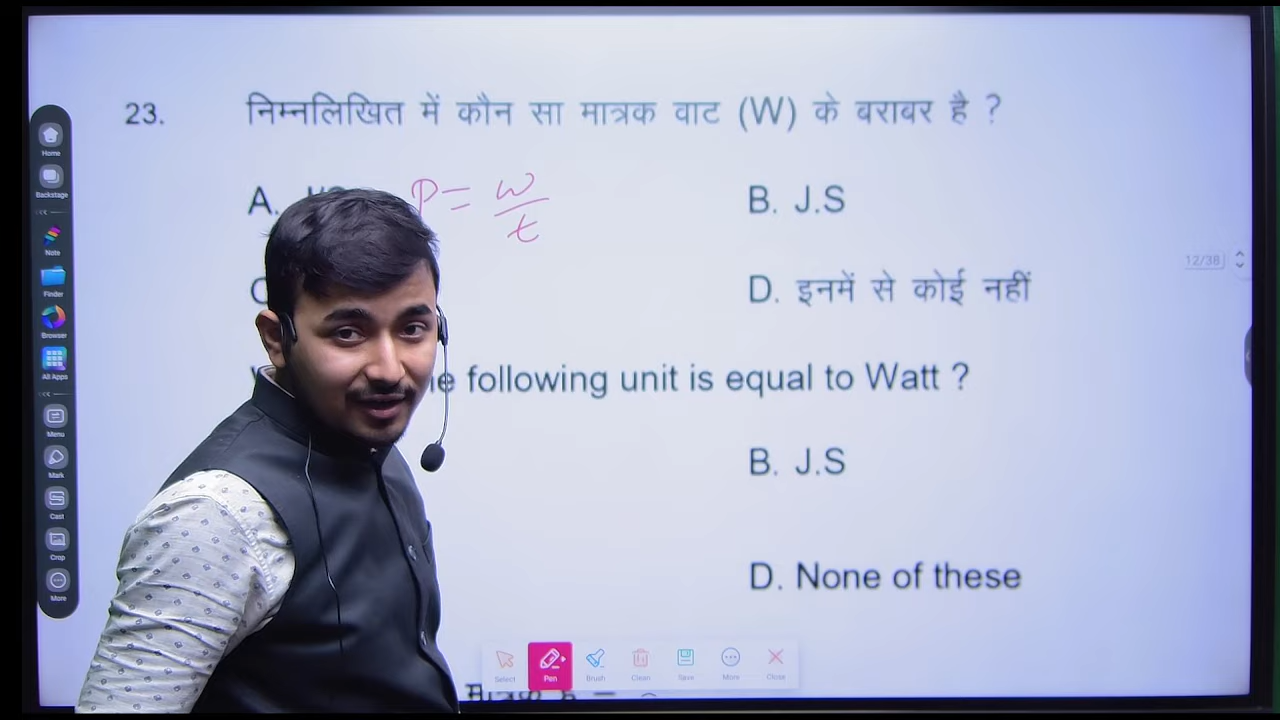 23. निम्नलिखित में कौन सा मात्रक वाट (W) के बराबर है ?
A.
P = w/t
B. J.S
D. इनमें से कोई नहीं
following unit is equal to Watt ?
B. J.S
D. None of these
12/38
Home
Backstage
Note
Finder
Browser
All Apps
Menu
Mark
Cast
Crop
More
Select
Pen
Brush
Clean
Save
More
Close